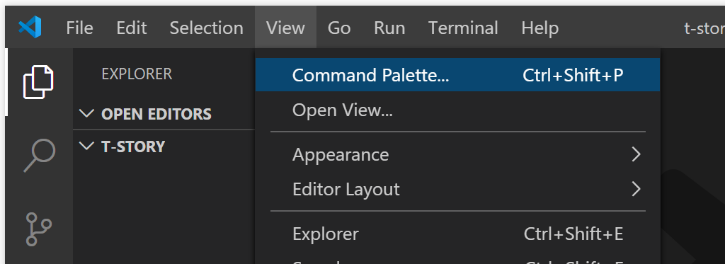 File Edit Selection View Go Run Terminal Help t-stor
EXPLORER
OPEN EDITORS
T-STORY
Command Palette... Ctrl+Shift+P
Open View...
Appearance
Editor Layout
Explorer Ctrl+Shift+E